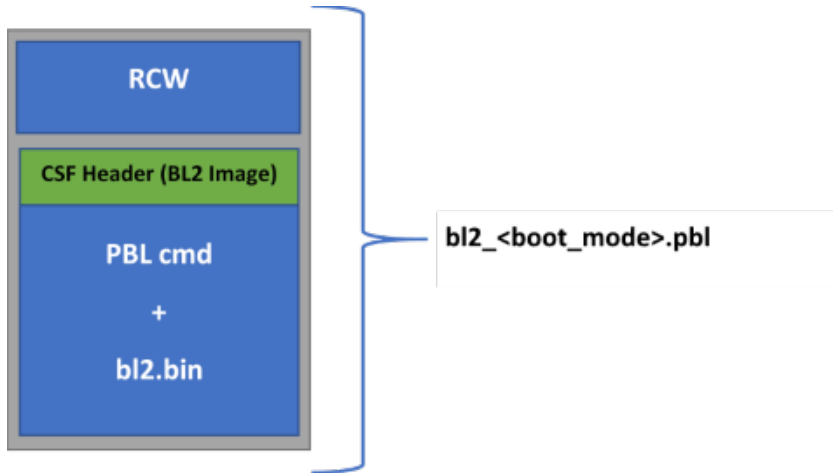 RCW
CSF Header (BL2 Image)
PBL cmd
+
bl2.bin
bl2_<boot_mode>.pbl